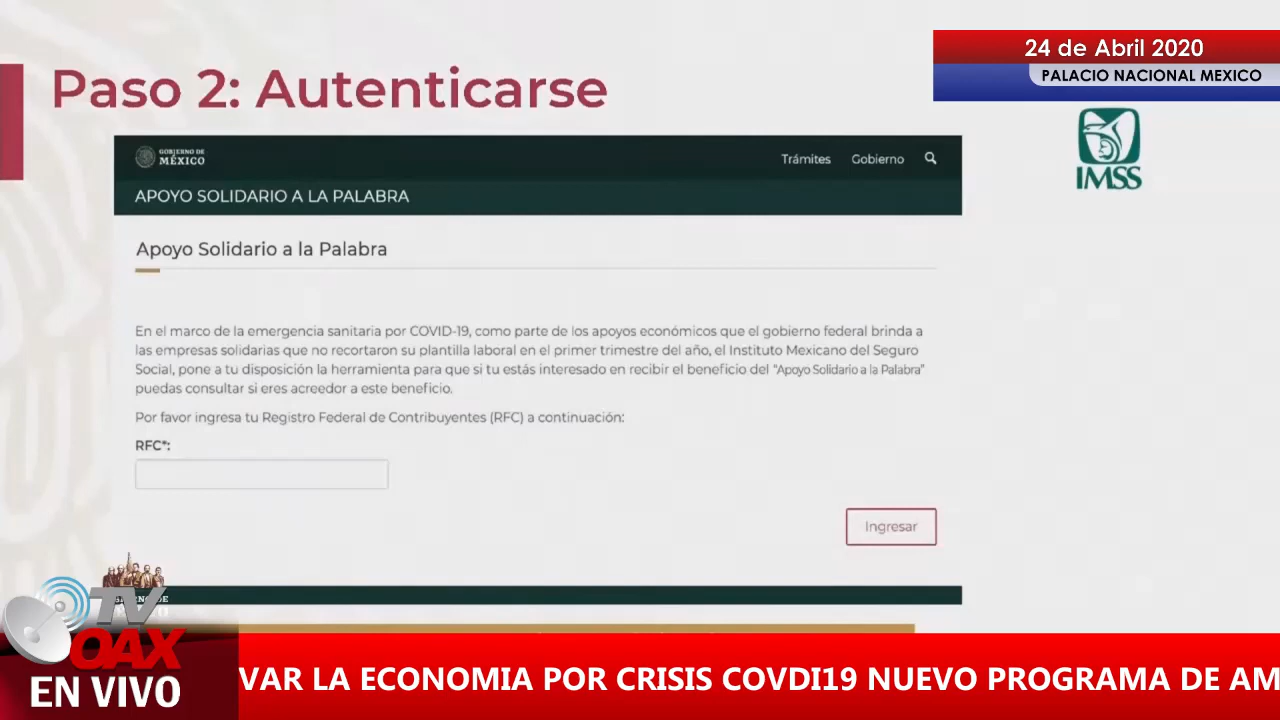 24 de Abril 2020
PALACIO NACIONAL MEXICO
Paso 2: Autenticarse
IMSS
GOBIERNO DE
MÉXICO
Trámites Gobierno
APOYO SOLIDARIO A LA PALABRA
Apoyo Solidario a la Palabra
En el marco de la emergencia sanitaria por COVID-19, como parte de los apoyos económicos que el gobierno federal brinda a
las empresas solidarias que no recortaron su plantilla laboral en el primer trimestre del año, el Instituto Mexicano del Seguro
Social, pone a tu disposición la herramienta para que si tu estás interesado en recibir el beneficio del "Apoyo Solidario a la Palabra"
puedas consultar si eres acreedor a este beneficio.
Por favor ingresa tu Registro Federal de Contribuyentes (RFC) a continuación:
RFC*:
Ingresar
TV
OAX
EN VIVO
VAR LA ECONOMIA POR CRISIS COVDI19 NUEVO PROGRAMA DE AM